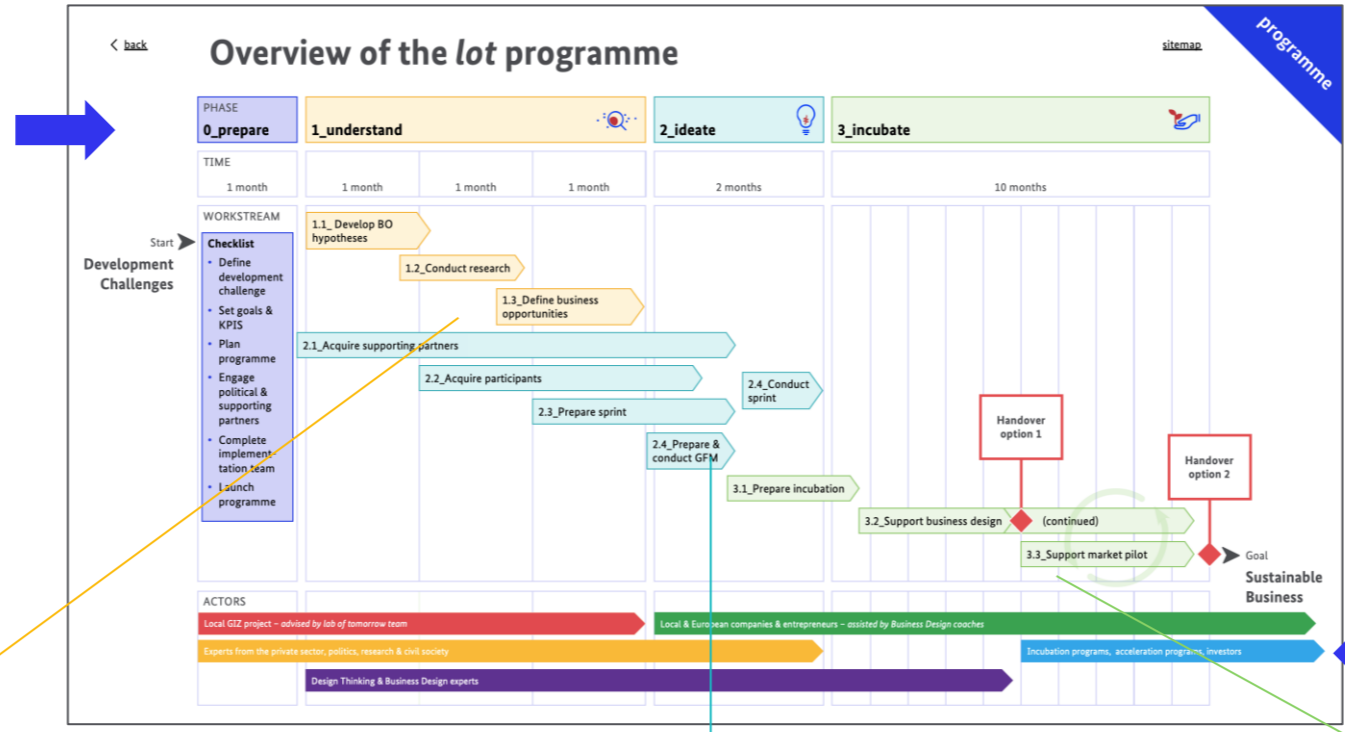 back
Overview of the lot programme
sitemap
programme
PHASE
0_prepare
1_understand
2_ideate
3_incubate
TIME
1 month
1 month
1 month
1 month
2 months
10 months
WORKSTREAM
Start
Development
Challenges
Checklist
• Define
development
challenge
• Set goals &
KPIS
• Plan
programme
• Engage
political &
supporting
partners
• Complete
implemen-
tation team
• Launch
programme
1.1_ Develop BO
hypotheses
1.2_Conduct research
1.3_Define business
opportunities
2.1_Acquire supporting partners
2.2_Acquire participants
2.4_Conduct
sprint
2.3_Prepare sprint
2.4_Prepare &
conduct GFM
3.1_Prepare incubation
Handover
option 1
Handover
option 2
3.2_Support business design
(continued)
3.3_Support market pilot
Goal
Sustainable
Business
ACTORS
Local GIZ project – advised by lab of tomorrow team
Local & European companies & entrepreneurs – assisted by Business Design coaches
Experts from the private sector, politics, research & civil society
Incubation programs, acceleration programs, investors
Design Thinking & Business Design experts